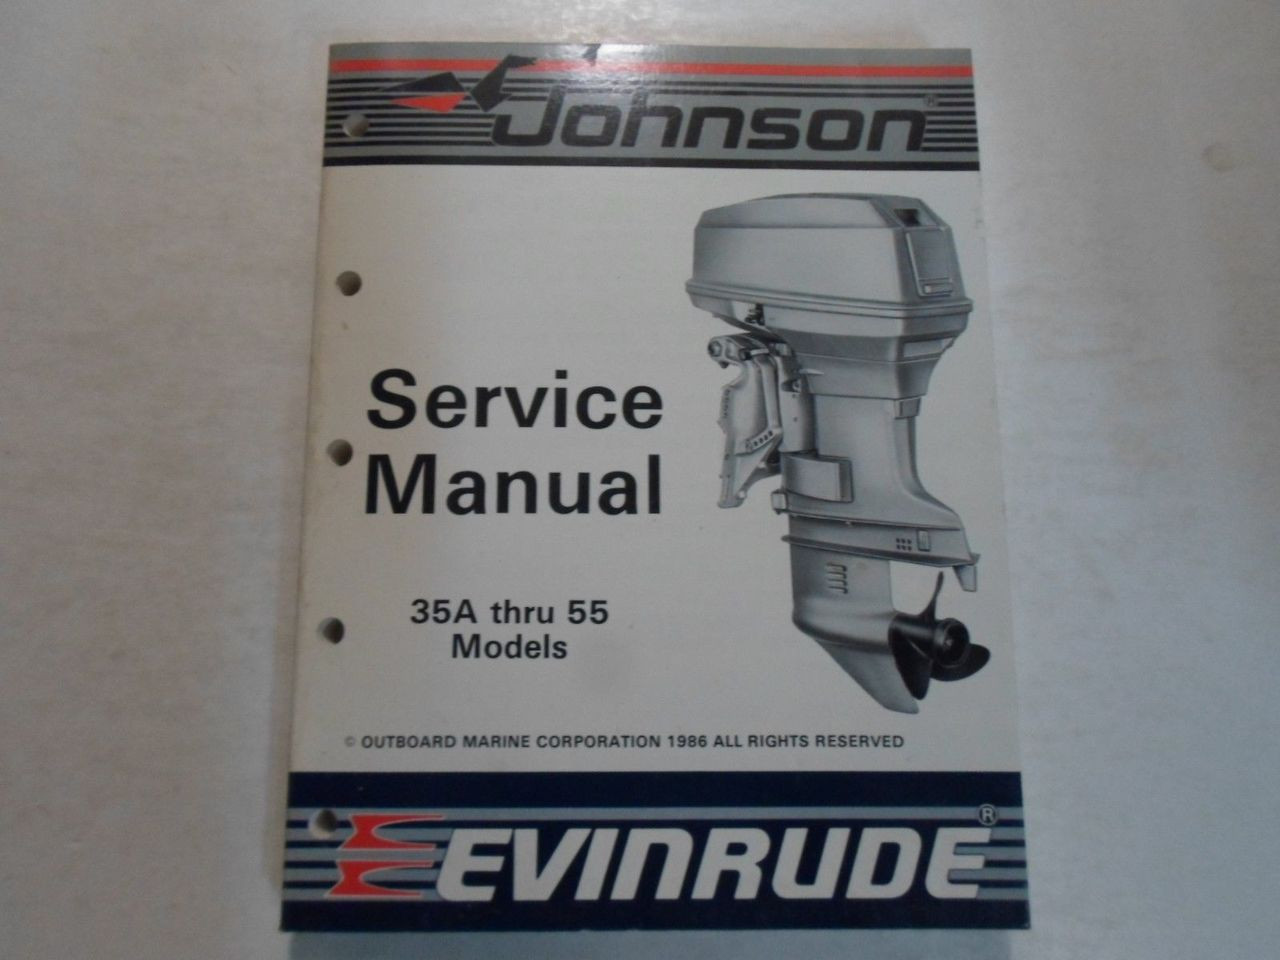 Johnson®
Service
Manual
35A thru 55
Models
© OUTBOARD MARINE CORPORATION 1986 ALL RIGHTS RESERVED
EVINRUDE®